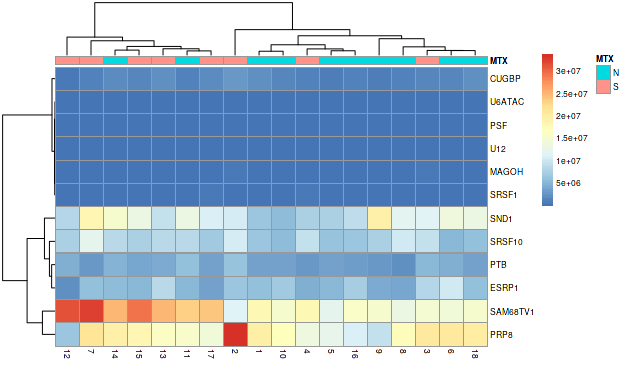 MTX
MTX
N
S
CUGBP
U6ATAC
PSF
U12
MAGOH
SRSF1
SND1
SRSF10
PTB
ESRP1
SAM68TV1
PRP8
3e+07
2.5e+07
2e+07
1.5e+07
1e+07
5e+06
12 7 14 15 13 11 17 2 1 10 4 5 16 9 8 3 6 18